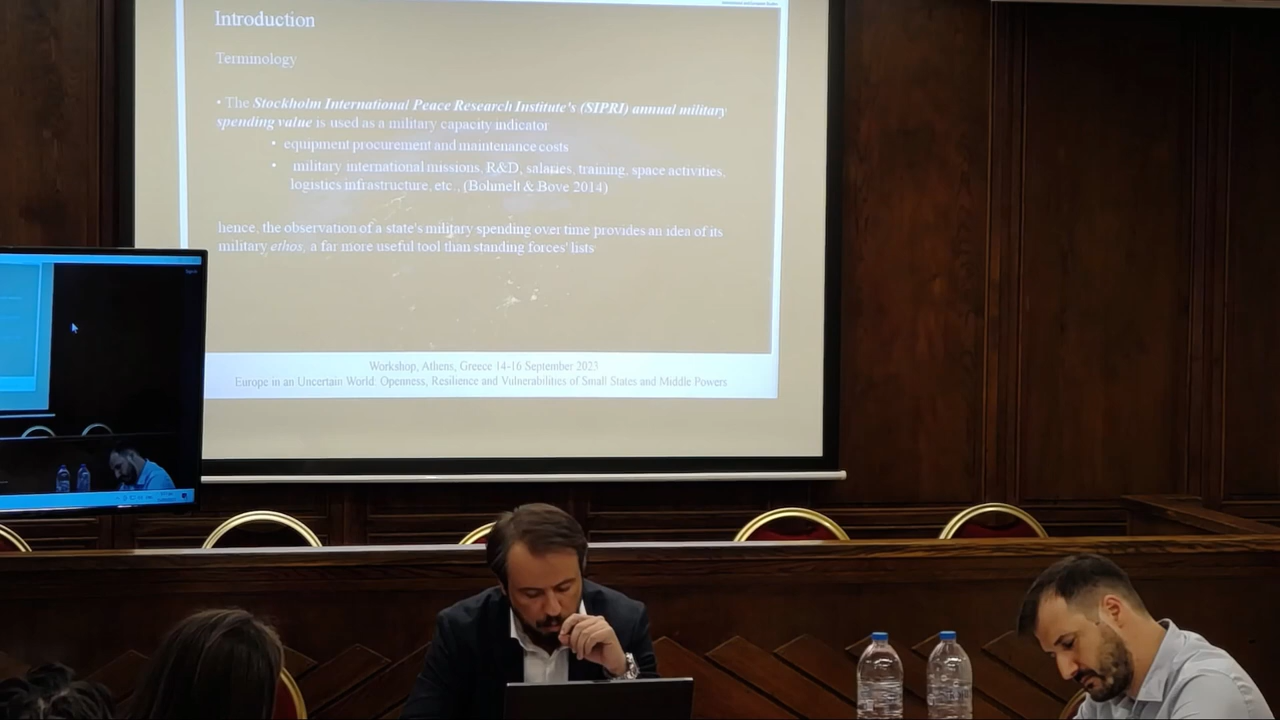 Introduction
Terminology
• The Stockholm International Peace Research Institute's (SIPRI) annual military
spending value is used as a military capacity indicator
• equipment procurement and maintenance costs
• military international missions, R&D, salaries, training, space activities,
logistics infrastructure, etc., (Bohmelt & Bove 2014)
hence, the observation of a state's military spending over time provides an idea of its
military ethos, a far more useful tool than standing forces' lists
Workshop, Athens, Greece 14-16 September 2023
Europe in an Uncertain World: Openness, Resilience and Vulnerabilities of Small States and Middle Powers